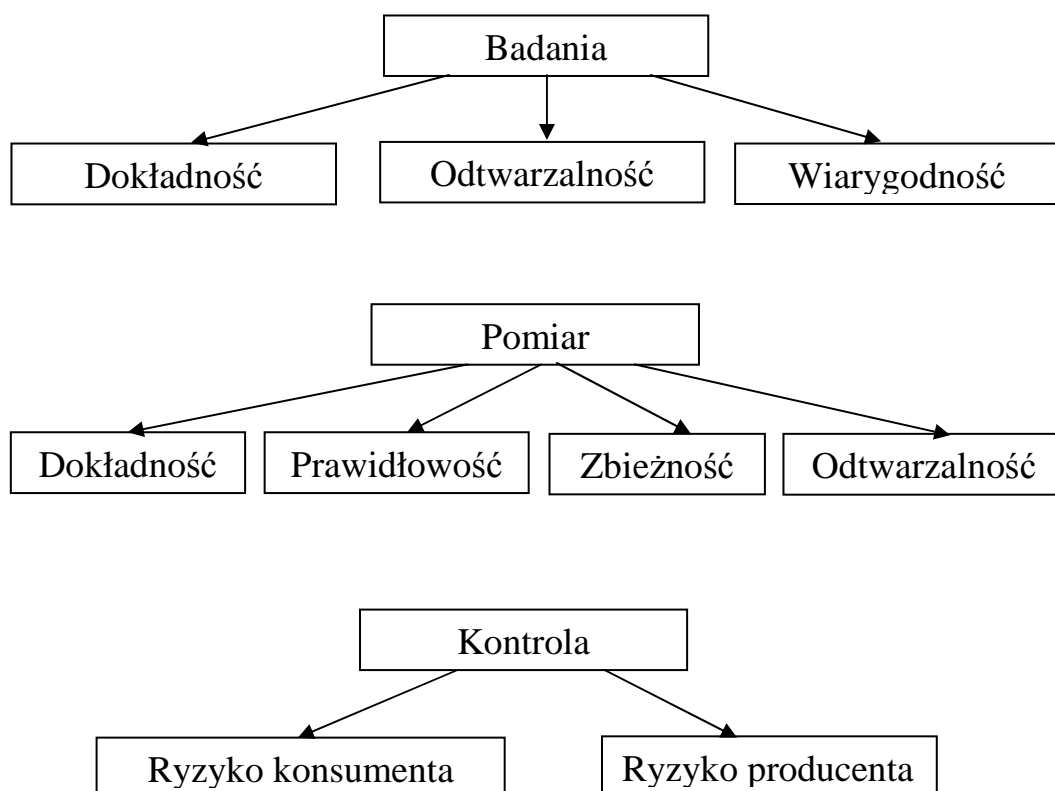 Badania
Dokładność Odtwarzalność Wiarygodność
Pomiar
Dokładność Prawidłowość Zbieżność Odtwarzalność
Kontrola
Ryzyko konsumenta Ryzyko producenta